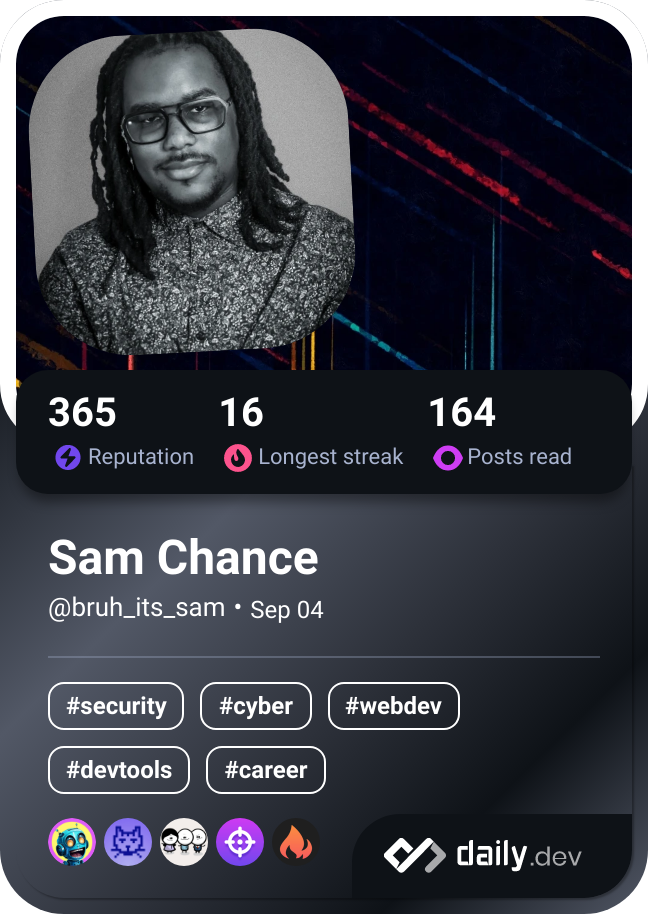 365 16 164
Reputation Longest streak Posts read
Sam Chance
@bruh_its_sam • Sep 04
#security #cyber #webdev
#devtools #career
daily.dev